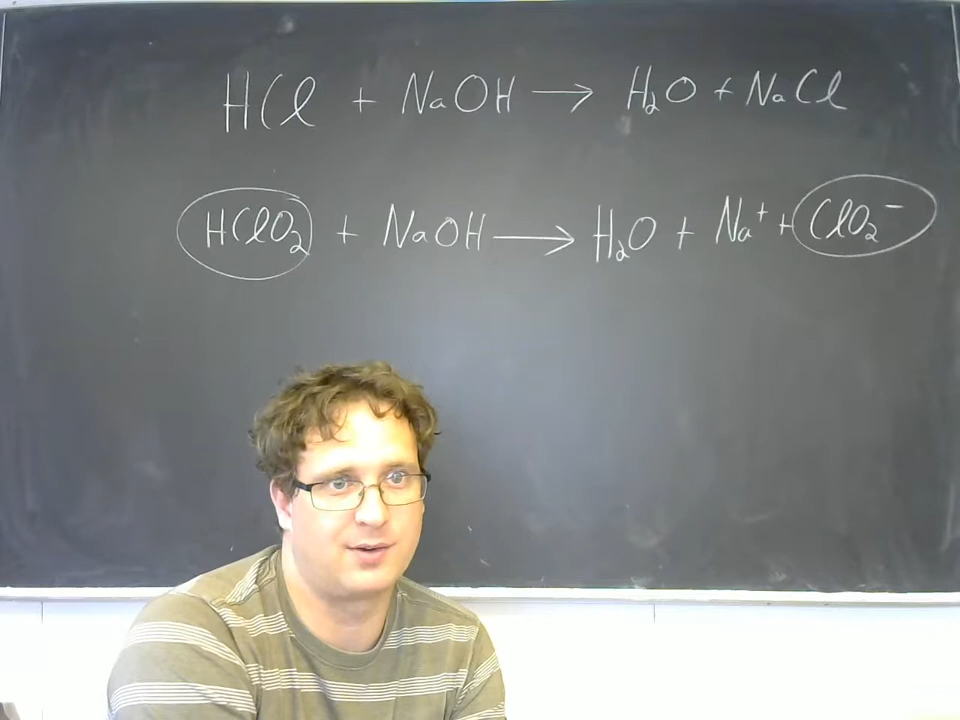 HCl + NaOH → H₂O + NaCl
HClO₂ + NaOH → H₂O + Na⁺ + ClO₂⁻